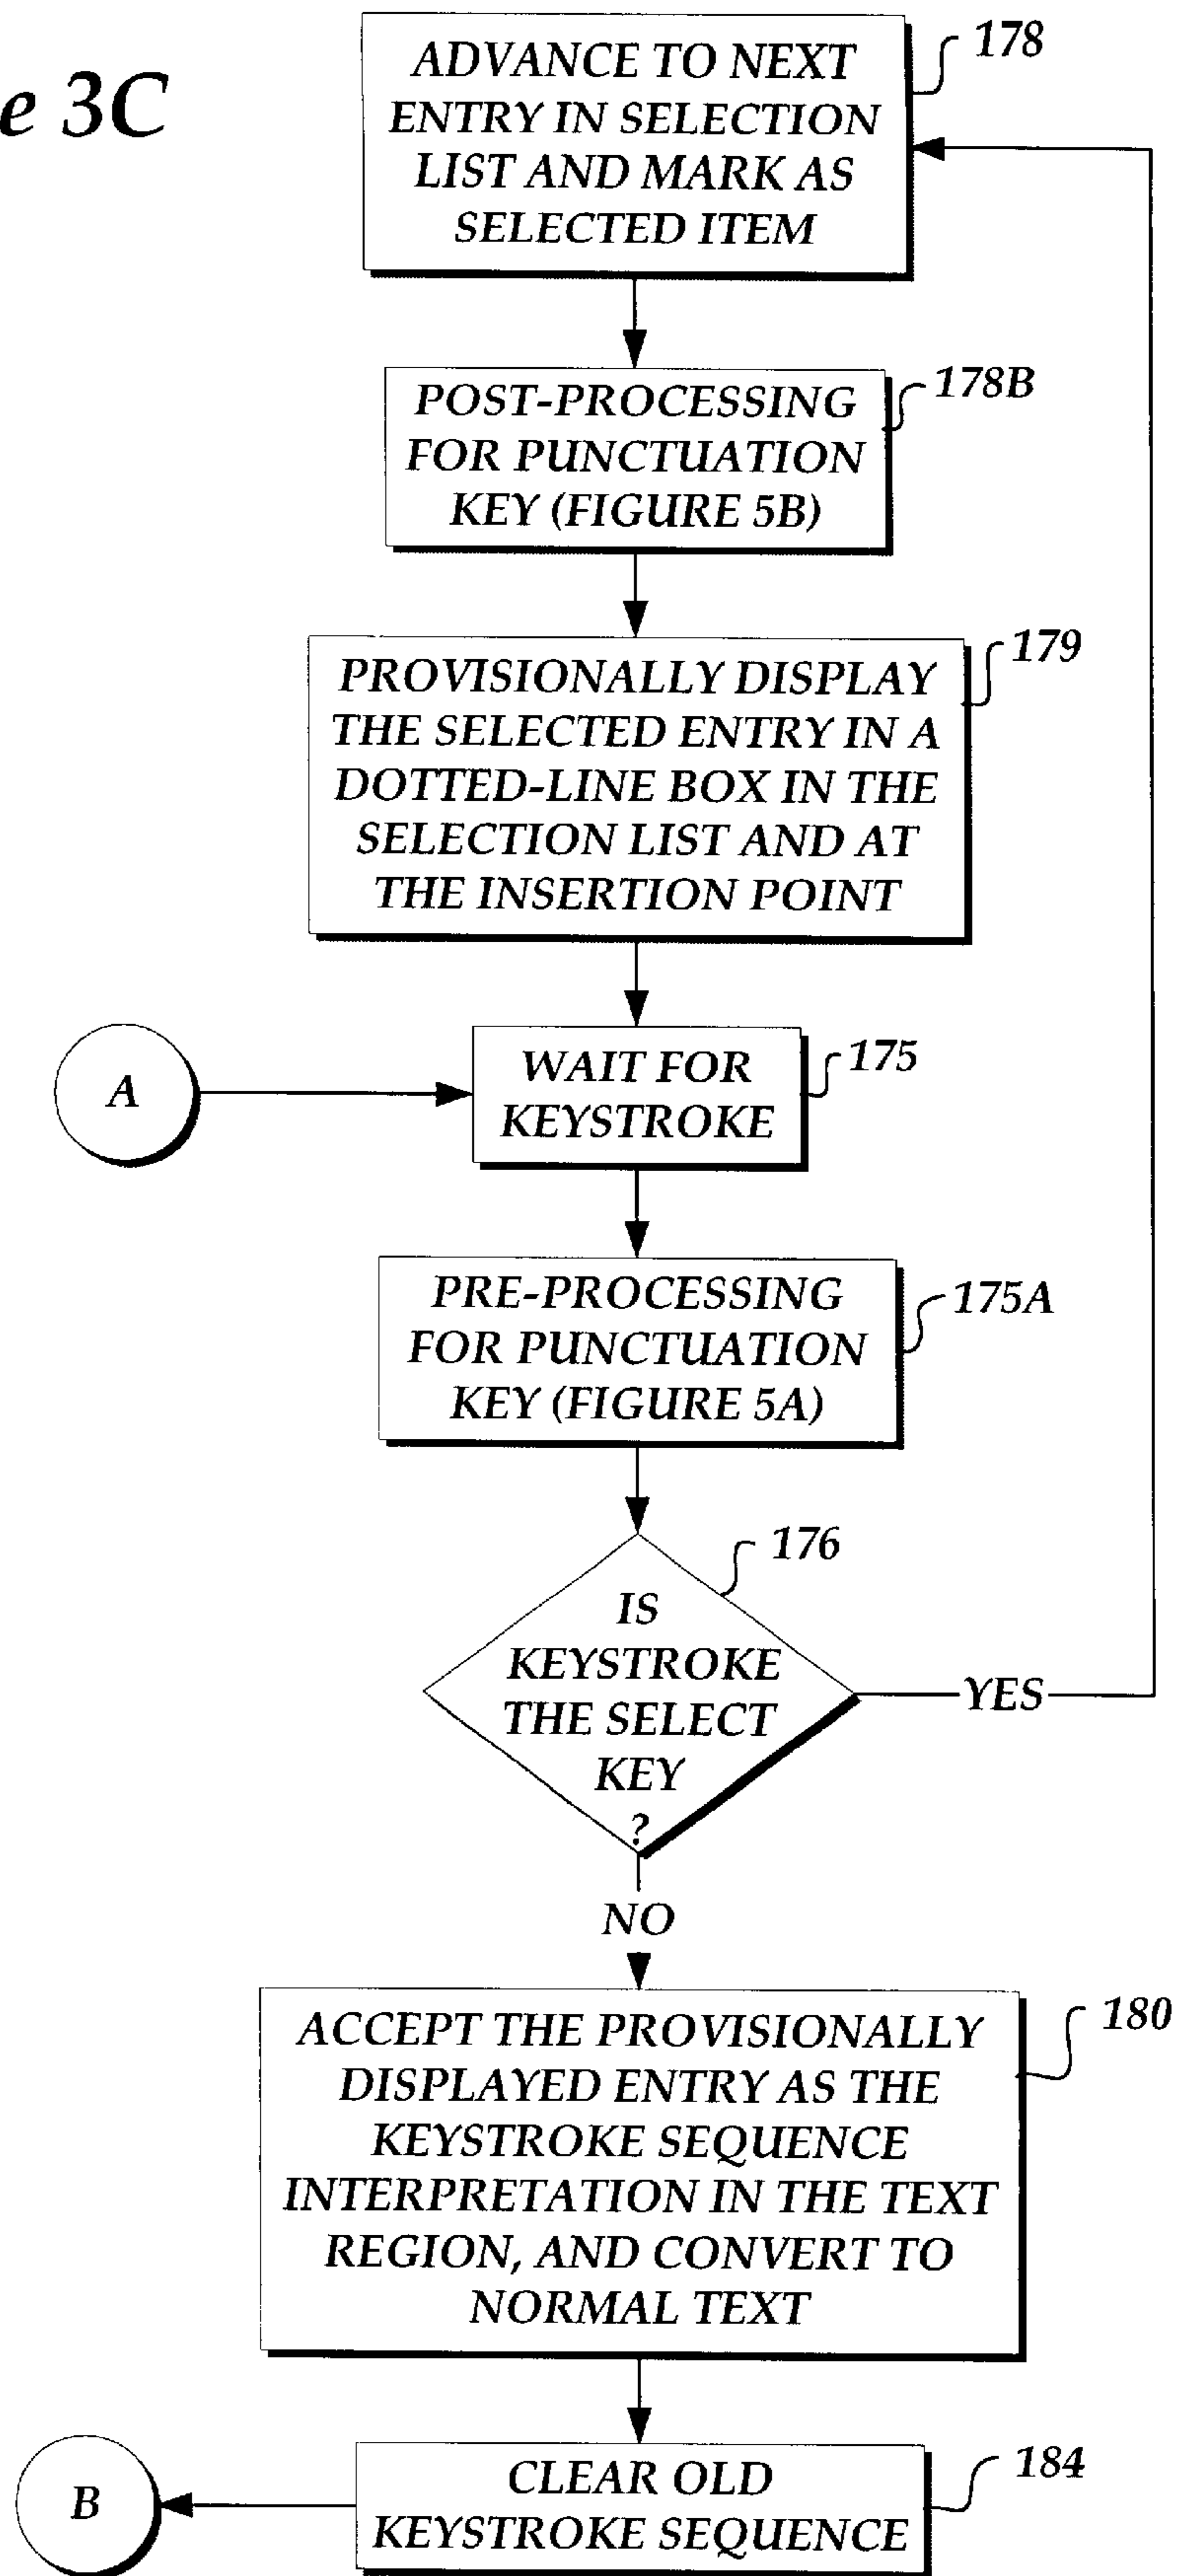 e 3C
ADVANCE TO NEXT
ENTRY IN SELECTION
LIST AND MARK AS
SELECTED ITEM
178
POST-PROCESSING
FOR PUNCTUATION
KEY (FIGURE 5B)
178B
PROVISIONALLY DISPLAY
THE SELECTED ENTRY IN A
DOTTED-LINE BOX IN THE
SELECTION LIST AND AT
THE INSERTION POINT
179
A
WAIT FOR
KEYSTROKE
175
PRE-PROCESSING
FOR PUNCTUATION
KEY (FIGURE 5A)
175A
IS
KEYSTROKE
THE SELECT
KEY
?
176
YES
NO
ACCEPT THE PROVISIONALLY
DISPLAYED ENTRY AS THE
KEYSTROKE SEQUENCE
INTERPRETATION IN THE TEXT
REGION, AND CONVERT TO
NORMAL TEXT
180
B
CLEAR OLD
KEYSTROKE SEQUENCE
184